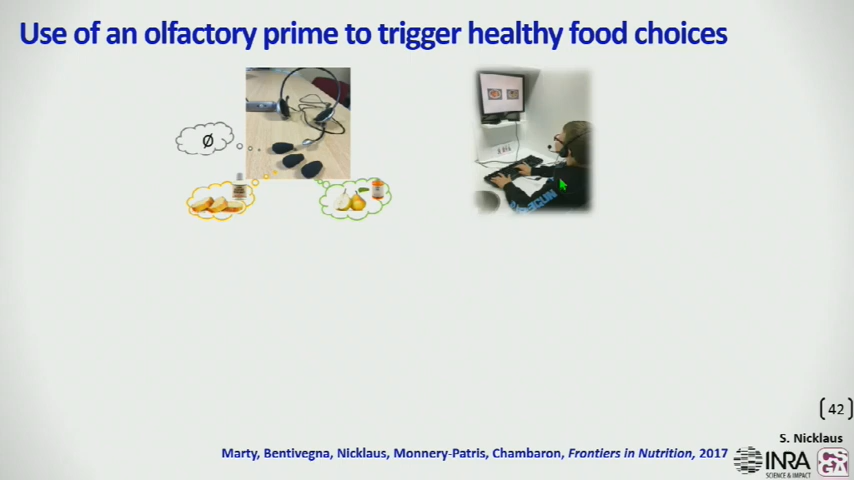 Use of an olfactory prime to trigger healthy food choices
Ø
[42]
S. Nicklaus
Marty, Bentivegna, Nicklaus, Monnery-Patris, Chambaron, Frontiers in Nutrition, 2017
INRA
SCIENCE & IMPACT